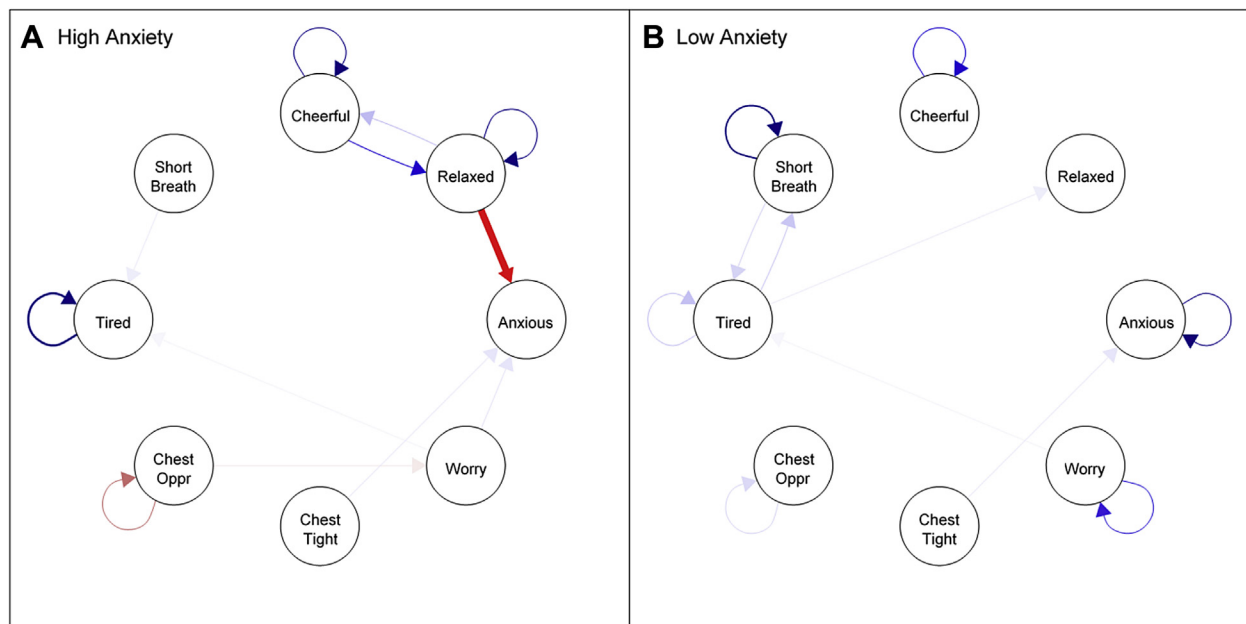 A High Anxiety
Cheerful
Relaxed
Short
Breath
Tired
Anxious
Chest
Oppr
Worry
Chest
Tight
B Low Anxiety
Cheerful
Short
Breath
Relaxed
Tired
Anxious
Chest
Oppr
Worry
Chest
Tight